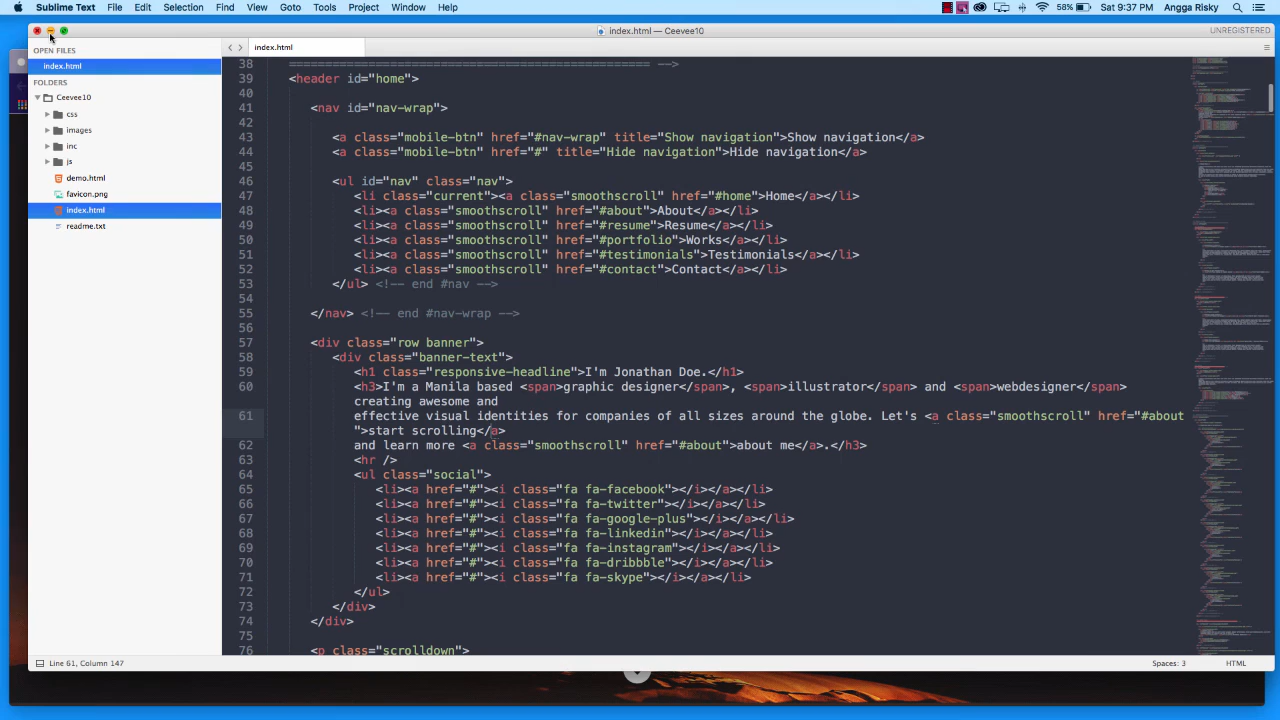 Sublime Text File Edit Selection Find View Goto Tools Project Window Help 58% Sat 9:37 PM Angga Risky
index.html — Ceevee10 UNREGISTERED
OPEN FILES
index.html
FOLDERS
Ceevee10
css
images
inc
js
demo.html
favicon.png
index.html
readme.txt
index.html
38 ================================================== -->
39 <header id="home">
40
41 <nav id="nav-wrap">
42
43 <a class="mobile-btn" href="#nav-wrap" title="Show navigation">Show navigation</a>
44 <a class="mobile-btn" href="#" title="Hide navigation">Hide navigation</a>
45
46 <ul id="nav" class="nav">
47 <li class="current"><a class="smoothscroll" href="#home">Home</a></li>
48 <li><a class="smoothscroll" href="#about">About</a></li>
49 <li><a class="smoothscroll" href="#resume">Resume</a></li>
50 <li><a class="smoothscroll" href="#portfolio">Works</a></li>
51 <li><a class="smoothscroll" href="#testimonials">Testimonials</a></li>
52 <li><a class="smoothscroll" href="#contact">Contact</a></li>
53 </ul> <!-- end #nav -->
54
55 </nav> <!-- end #nav-wrap -->
56
57 <div class="row banner">
58 <div class="banner-text">
59 <h1 class="responsive-headline">I'm Jonathan Doe.</h1>
60 <h3>I'm a Manila based <span>graphic designer</span>, <span>illustrator</span> and <span>webdesigner</span>
creating awesome and
61 effective visual identities for companies of all sizes around the globe. Let's <a class="smoothscroll" href="#about
">start scrolling</a>
62 and learn more <a class="smoothscroll" href="#about">about me</a>.</h3>
63 <hr />
64 <ul class="social">
65 <li><a href="#"><i class="fa fa-facebook"></i></a></li>
66 <li><a href="#"><i class="fa fa-twitter"></i></a></li>
67 <li><a href="#"><i class="fa fa-google-plus"></i></a></li>
68 <li><a href="#"><i class="fa fa-linkedin"></i></a></li>
69 <li><a href="#"><i class="fa fa-instagram"></i></a></li>
70 <li><a href="#"><i class="fa fa-dribbble"></i></a></li>
71 <li><a href="#"><i class="fa fa-skype"></i></a></li>
72 </ul>
73 </div>
74 </div>
75
76 <p class="scrolldown">
Line 61, Column 147 Spaces: 3 HTML